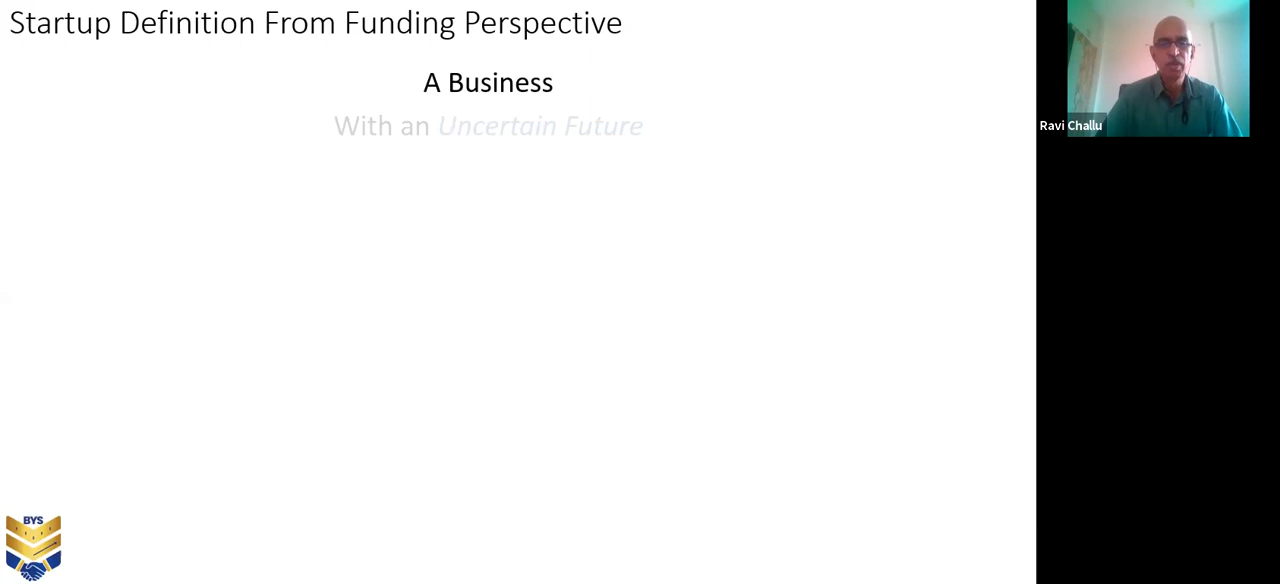 Startup Definition From Funding Perspective
A Business
With an Uncertain Future
Ravi Challu
BYS